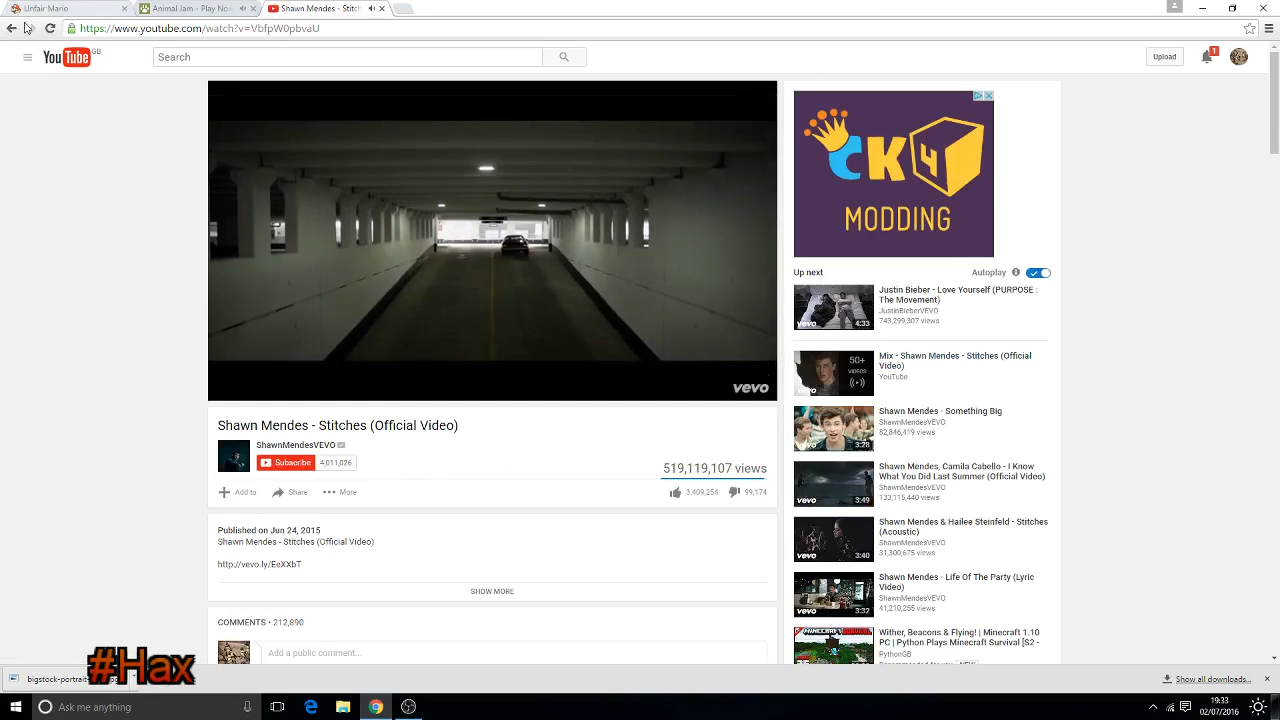 Unfair Mario
Animal Jam - Play Now
Shawn Mendes - Stitch
https://www.youtube.com/watch?v=VbfpW0pbvaU
YouTube GB
Search
Upload
1
CK4
MODDING
vevo
Up next
Autoplay
Justin Bieber - Love Yourself (PURPOSE :
The Movement)
JustinBieberVEVO
743,299,307 views
vevo
4:33
50+
VIDEOS
Mix - Shawn Mendes - Stitches (Official
Video)
YouTube
Shawn Mendes - Something Big
ShawnMendesVEVO
82,846,419 views
3:28
Shawn Mendes, Camila Cabello - I Know
What You Did Last Summer (Official Video)
ShawnMendesVEVO
133,115,440 views
vevo
3:49
Shawn Mendes & Hailee Steinfeld - Stitches
(Acoustic)
ShawnMendesVEVO
31,300,675 views
vevo
3:40
Shawn Mendes - Life Of The Party (Lyric
Video)
ShawnMendesVEVO
41,210,255 views
vevo
3:32
Wither, Beacons & Flying! | Minecraft 1.10
PC | Python Plays Minecraft Survival [S2 -
PythonGB
Shawn Mendes - Stitches (Official Video)
ShawnMendesVEVO
Subscribe
4,011,026
519,119,107 views
Add to
Share
More
3,409,254
99,174
Published on Jun 24, 2015
Shawn Mendes - Stitches (Official Video)
http://vevo.ly/EeXXbT
SHOW MORE
COMMENTS • 212,890
Add a public comment...
#Hax
bigstock-portrait-
Show all downloads...
Ask me anything
19:33
02/07/2016